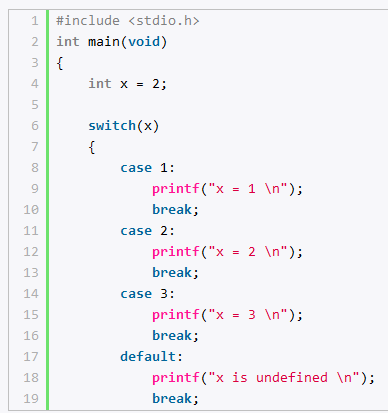 1 #include <stdio.h>
2 int main(void)
3 {
4     int x = 2;
5
6     switch(x)
7     {
8         case 1:
9             printf("x = 1 \n");
10             break;
11         case 2:
12             printf("x = 2 \n");
13             break;
14         case 3:
15             printf("x = 3 \n");
16             break;
17         default:
18             printf("x is undefined \n");
19             break;